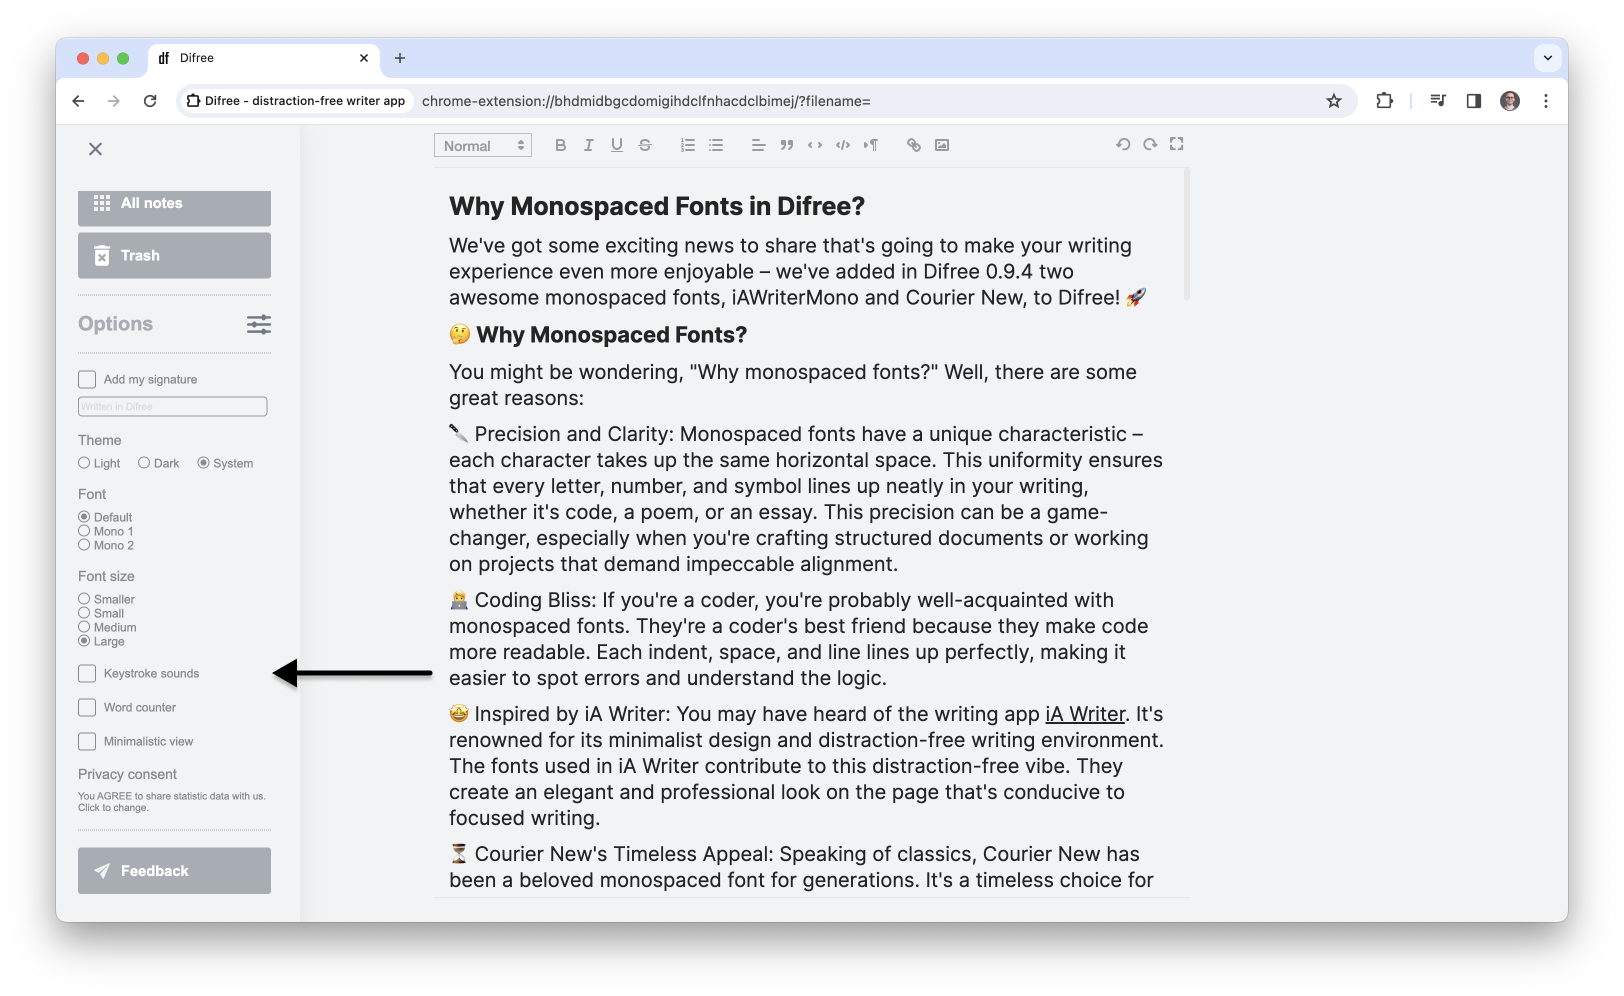 df Difree
Difree - distraction-free writer app chrome-extension://bhdmidbgcdomigihdclfnhacdclbimej/?filename=
All notes
Trash
Options
Add my signature
Written in Difree
Theme
Light Dark System
Font
Default
Mono 1
Mono 2
Font size
Smaller
Small
Medium
Large
Keystroke sounds
Word counter
Minimalistic view
Privacy consent
You AGREE to share statistic data with us.
Click to change.
Feedback
Normal B I U S
Why Monospaced Fonts in Difree?
We've got some exciting news to share that's going to make your writing
experience even more enjoyable – we've added in Difree 0.9.4 two
awesome monospaced fonts, iAWriterMono and Courier New, to Difree! 🚀
🤔 Why Monospaced Fonts?
You might be wondering, "Why monospaced fonts?" Well, there are some
great reasons:
🔪 Precision and Clarity: Monospaced fonts have a unique characteristic –
each character takes up the same horizontal space. This uniformity ensures
that every letter, number, and symbol lines up neatly in your writing,
whether it's code, a poem, or an essay. This precision can be a game-
changer, especially when you're crafting structured documents or working
on projects that demand impeccable alignment.
🧑‍💻 Coding Bliss: If you're a coder, you're probably well-acquainted with
monospaced fonts. They're a coder's best friend because they make code
more readable. Each indent, space, and line lines up perfectly, making it
easier to spot errors and understand the logic.
🤩 Inspired by iA Writer: You may have heard of the writing app iA Writer. It's
renowned for its minimalist design and distraction-free writing environment.
The fonts used in iA Writer contribute to this distraction-free vibe. They
create an elegant and professional look on the page that's conducive to
focused writing.
⏳ Courier New's Timeless Appeal: Speaking of classics, Courier New has
been a beloved monospaced font for generations. It's a timeless choice for